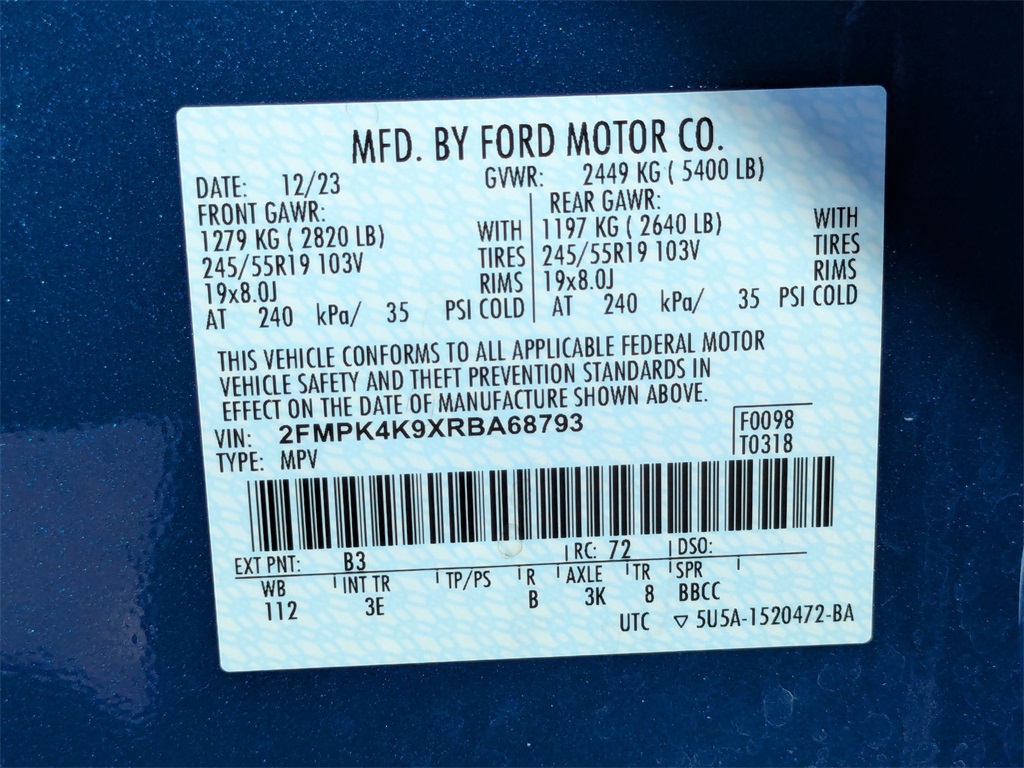 MFD. BY FORD MOTOR CO.
DATE: 12/23 GVWR: 2449 KG ( 5400 LB)
FRONT GAWR: REAR GAWR:
1279 KG ( 2820 LB) WITH 1197 KG ( 2640 LB) WITH
245/55R19 103V TIRES 245/55R19 103V TIRES
19x8.0J RIMS 19x8.0J RIMS
AT 240 kPa/ 35 PSI COLD AT 240 kPa/ 35 PSI COLD
THIS VEHICLE CONFORMS TO ALL APPLICABLE FEDERAL MOTOR
VEHICLE SAFETY AND THEFT PREVENTION STANDARDS IN
EFFECT ON THE DATE OF MANUFACTURE SHOWN ABOVE.
VIN: 2FMPK4K9XRBA68793 F0098
TYPE: MPV T0318
EXT PNT: B3 RC: 72 DSO:
WB INT TR TP/PS R AXLE TR SPR
112 3E B 3K 8 BBCC
UTC ▽ 5U5A-1520472-BA